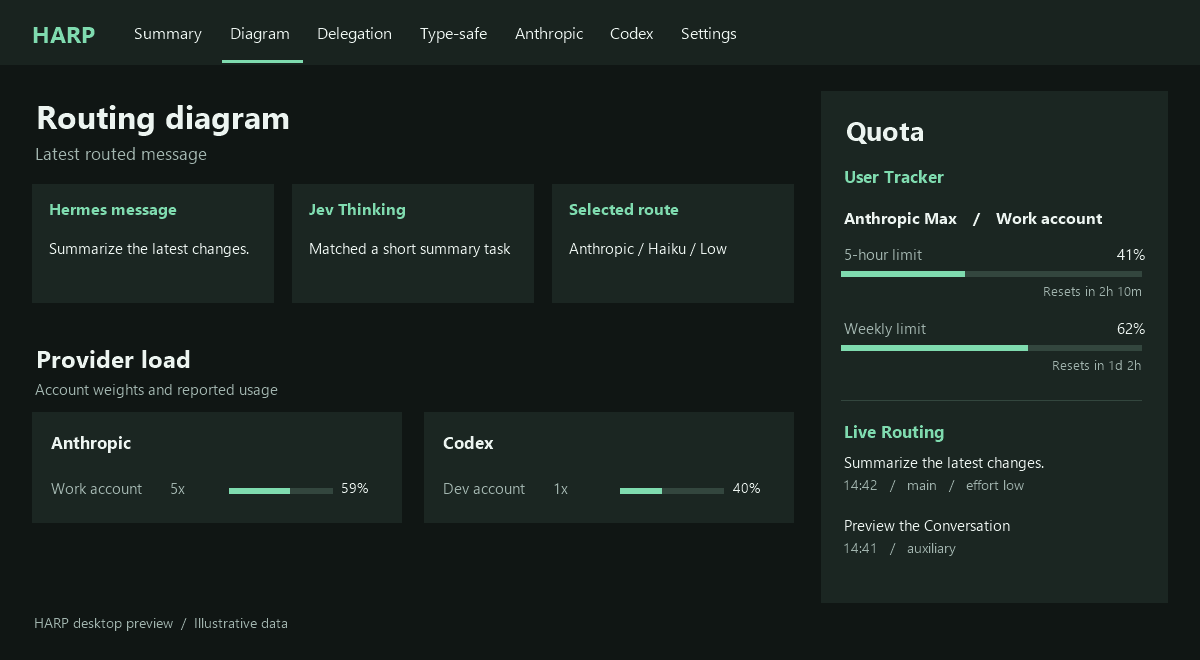 HARP Summary Diagram Delegation Type-safe Anthropic Codex Settings
Routing diagram
Latest routed message
Hermes message
Summarize the latest changes.
Jev Thinking
Matched a short summary task
Selected route
Anthropic / Haiku / Low
Provider load
Account weights and reported usage
Anthropic
Work account 5x 59%
Codex
Dev account 1x 40%
Quota
User Tracker
Anthropic Max / Work account
5-hour limit 41%
Resets in 2h 10m
Weekly limit 62%
Resets in 1d 2h
Live Routing
Summarize the latest changes.
14:42 / main / effort low
Preview the Conversation
14:41 / auxiliary
HARP desktop preview / Illustrative data